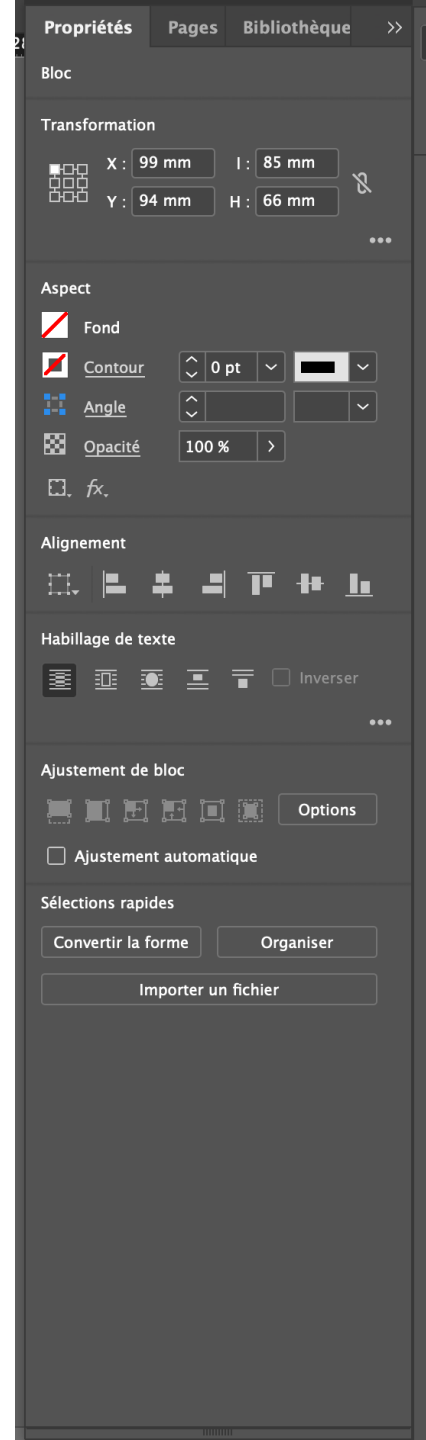 Propriétés Pages Bibliothèque >>
Bloc
Transformation
X : 99 mm I : 85 mm
Y : 94 mm H : 66 mm
Aspect
Fond
Contour 0 pt
Angle
Opacité 100 %
fx.
Alignement
Habillage de texte
Inverser
Ajustement de bloc
Options
Ajustement automatique
Sélections rapides
Convertir la forme Organiser
Importer un fichier